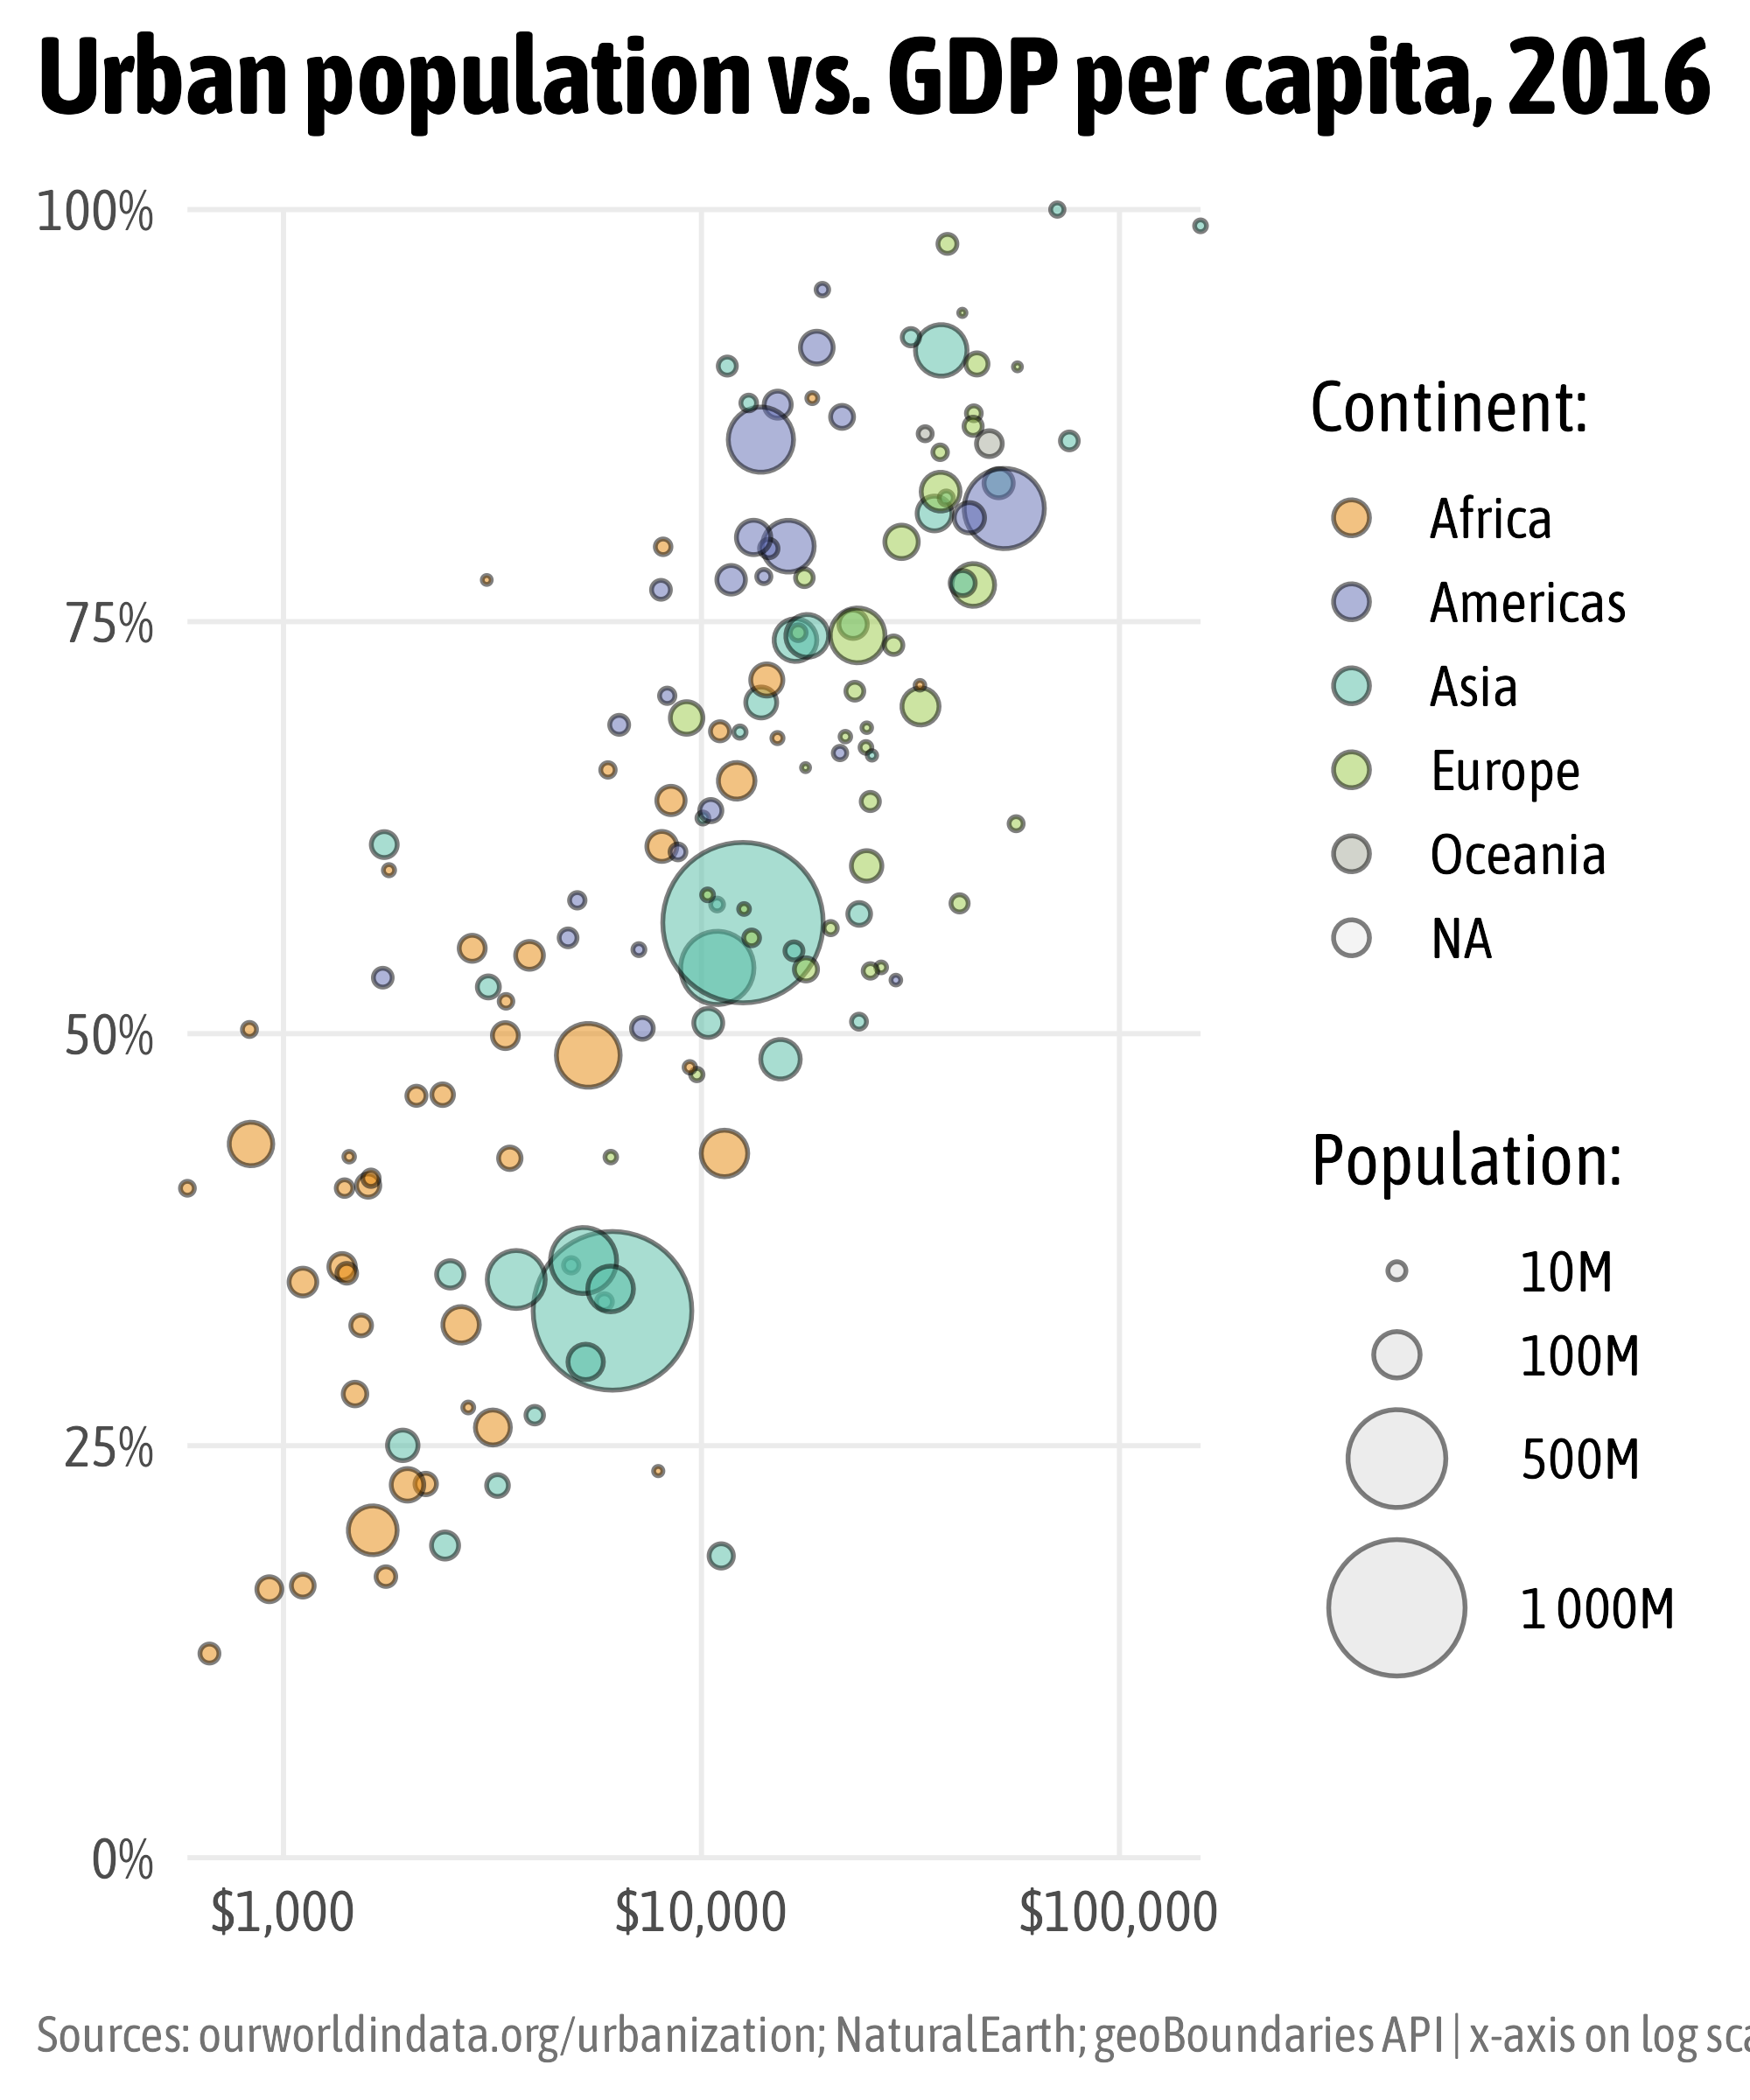 Urban population vs. GDP per capita, 2016
100%
75%
50%
25%
0%
$1,000
$10,000
$100,000
Continent:
Africa
Americas
Asia
Europe
Oceania
NA
Population:
10M
100M
500M
1 000M
Sources: ourworldindata.org/urbanization; NaturalEarth; geoBoundaries API | x-axis on log sca